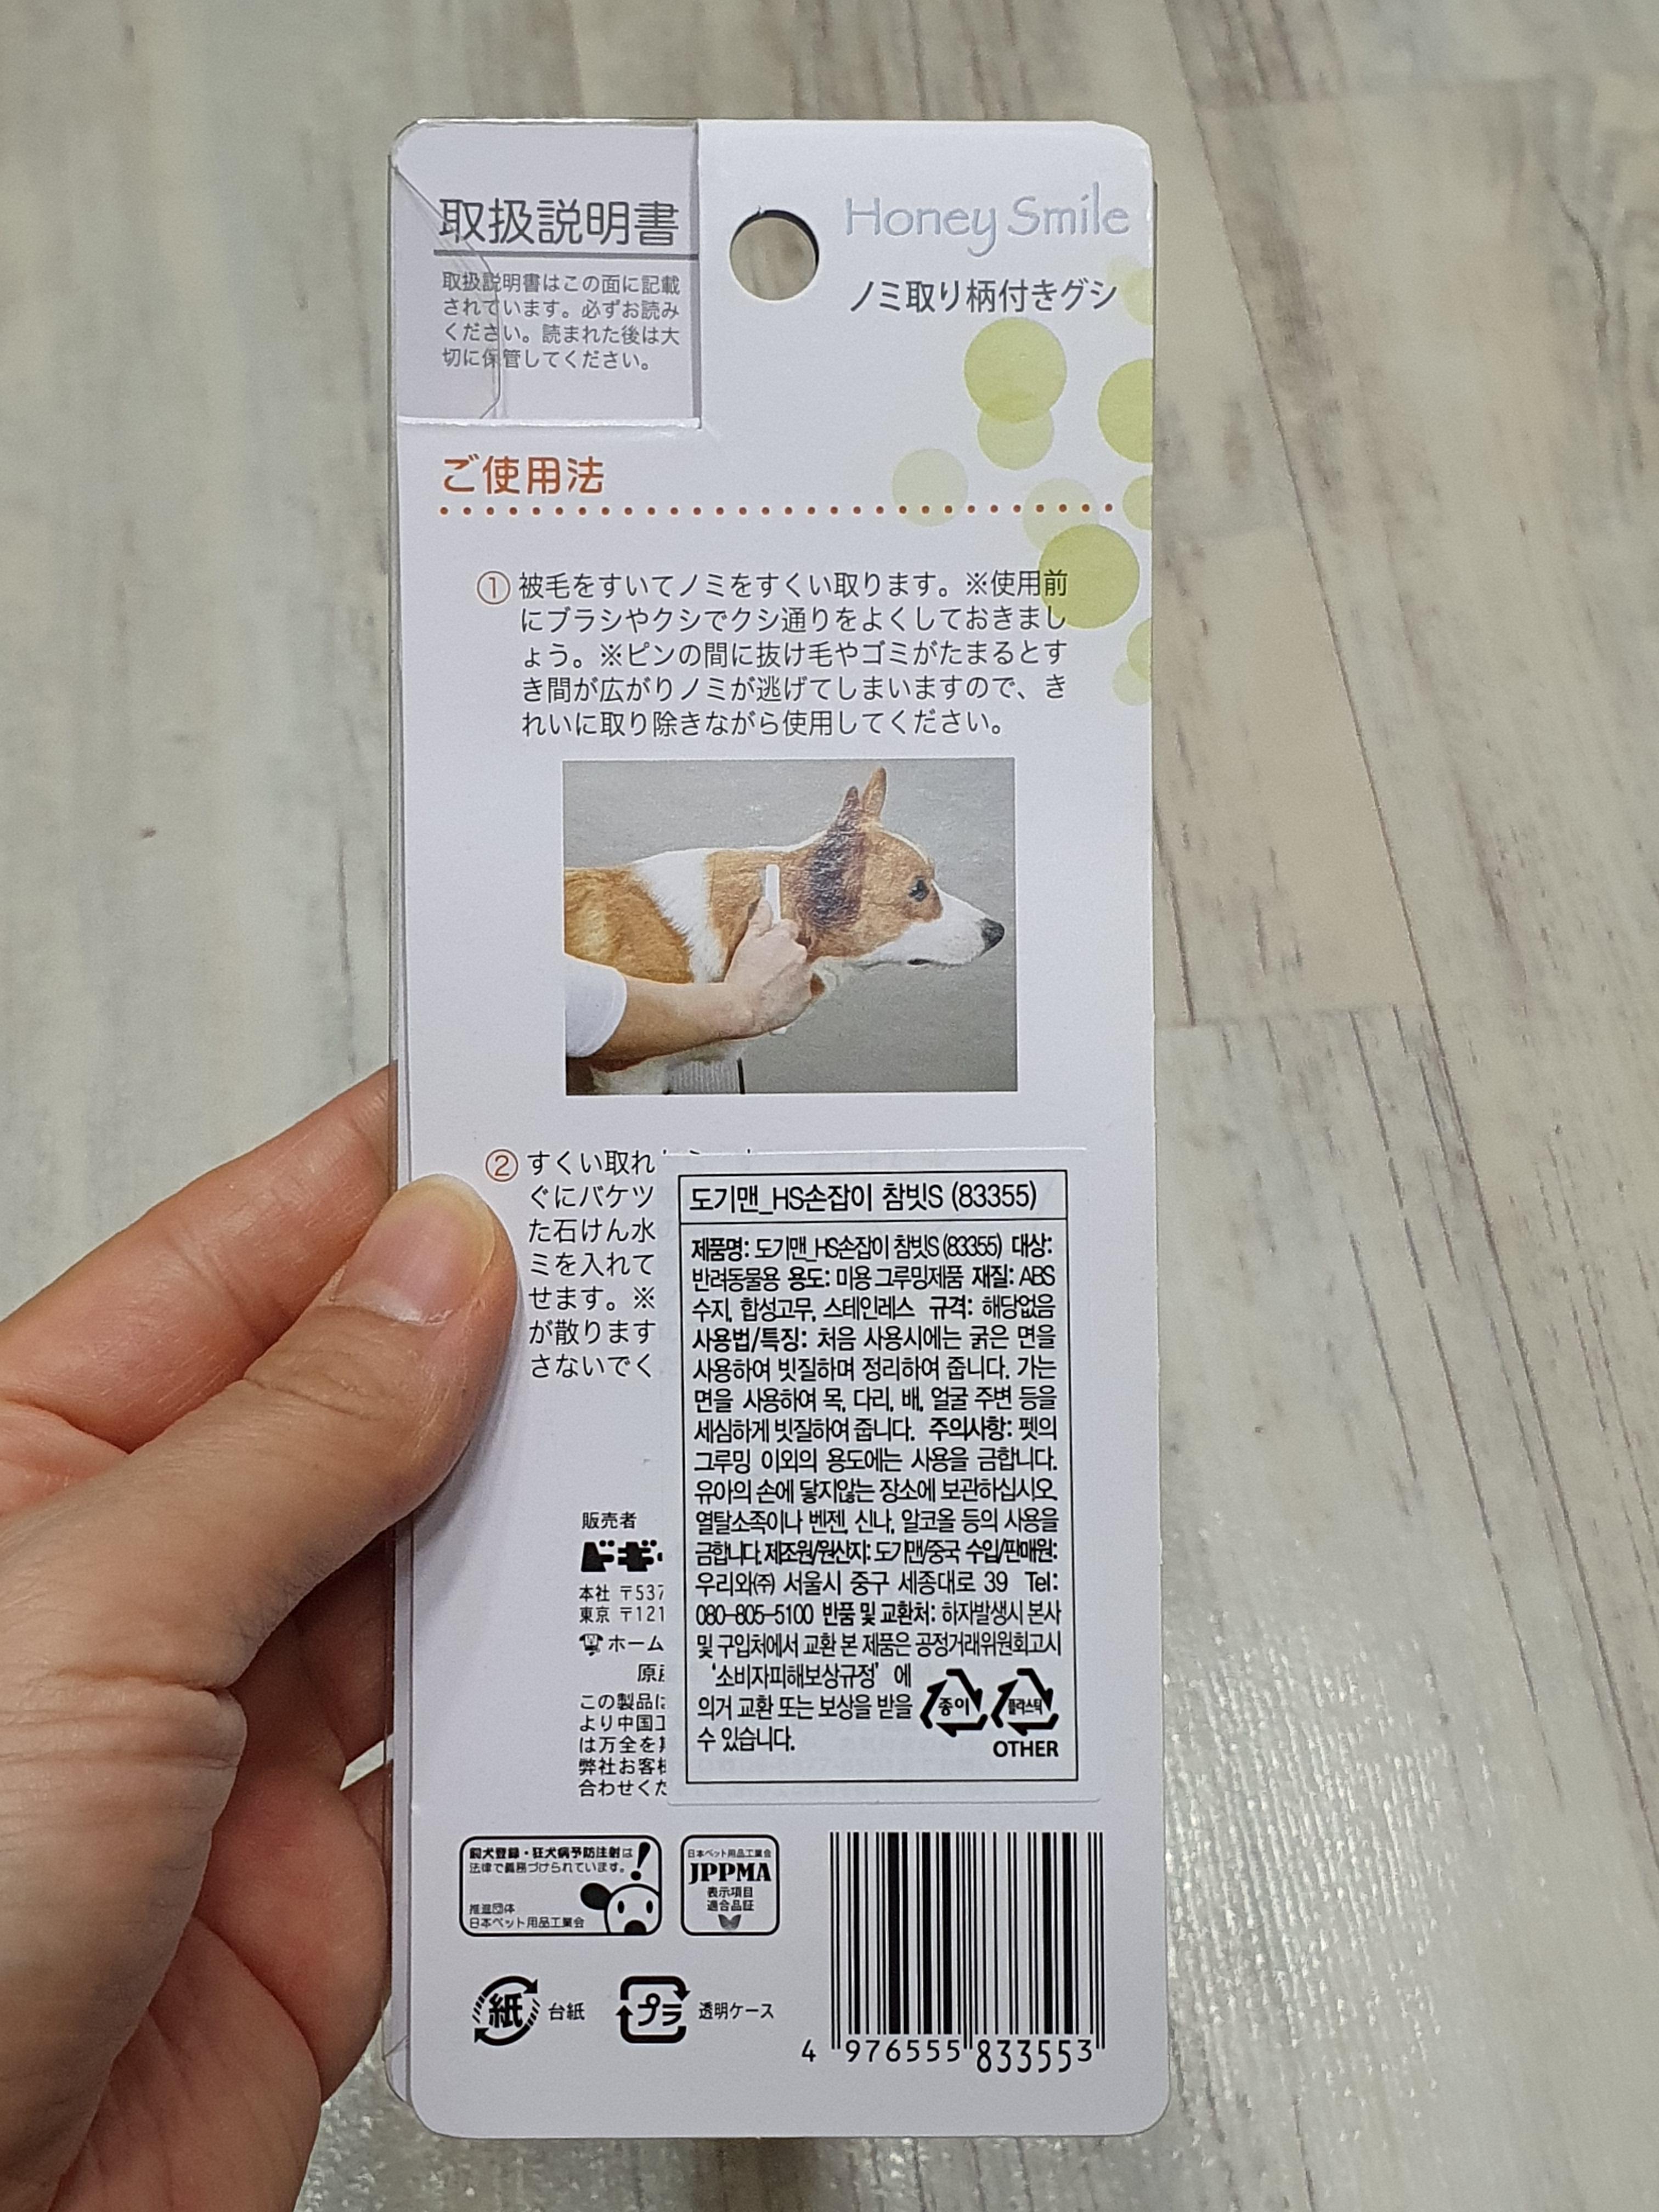 取扱説明書
取扱説明書はこの面に記載
されています。必ずお読み
ください。読まれた後は大
切に保管してください。
Honey Smile
ノミ取り柄付きグシ
ご使用法
① 被毛をすいてノミをすくい取ります。※使用前
にブラシやクシでクシ通りをよくしておきまし
ょう。※ピンの間に抜け毛やゴミがたまるとす
き間が広がりノミが逃げてしまいますので、き
れいに取り除きながら使用してください。
② すくい取れ
ぐにバケツ
た石けん水
ミを入れて
せます。※
が散ります
さないでく
도기맨_HS손잡이 참빗S (83355)
제품명: 도기맨_HS손잡이 참빗S (83355) 대상:
반려동물용 용도: 미용 그루밍제품 재질: ABS
수지, 합성고무, 스테인레스 규격: 해당없음
사용법/특징: 처음 사용시에는 굵은 면을
사용하여 빗질하며 정리하여 줍니다. 가는
면을 사용하여 목, 다리, 배, 얼굴 주변 등을
세심하게 빗질하여 줍니다. 주의사항: 펫의
그루밍 이외의 용도에는 사용을 금합니다.
유아의 손에 닿지않는 장소에 보관하십시오.
열탈소족이나 벤젠, 신나, 알코올 등의 사용을
금합니다. 제조원/원산지: 도기맨/중국 수입/판매원:
우리와㈜ 서울시 중구 세종대로 39 Tel:
080-805-5100 반품 및 교환처: 하자발생시 본사
및 구입처에서 교환 본 제품은 공정거래위원회고시
'소비자피해보상규정' 에
의거 교환 또는 보상을 받을
수 있습니다.
종이
플라스틱
OTHER
販売者
ドギー
本社 〒537
東京 〒121
ホーム
原産
この製品は
より中国工
は万全を期
弊社お客様
合わせくだ
飼犬登録・狂犬病予防注射は
法律で義務づけられています。
推進団体
日本ペット用品工業会
日本ペット用品工業会
JPPMA
表示項目
適合品証
紙 台紙
プラ 透明ケース
4 976555 833553